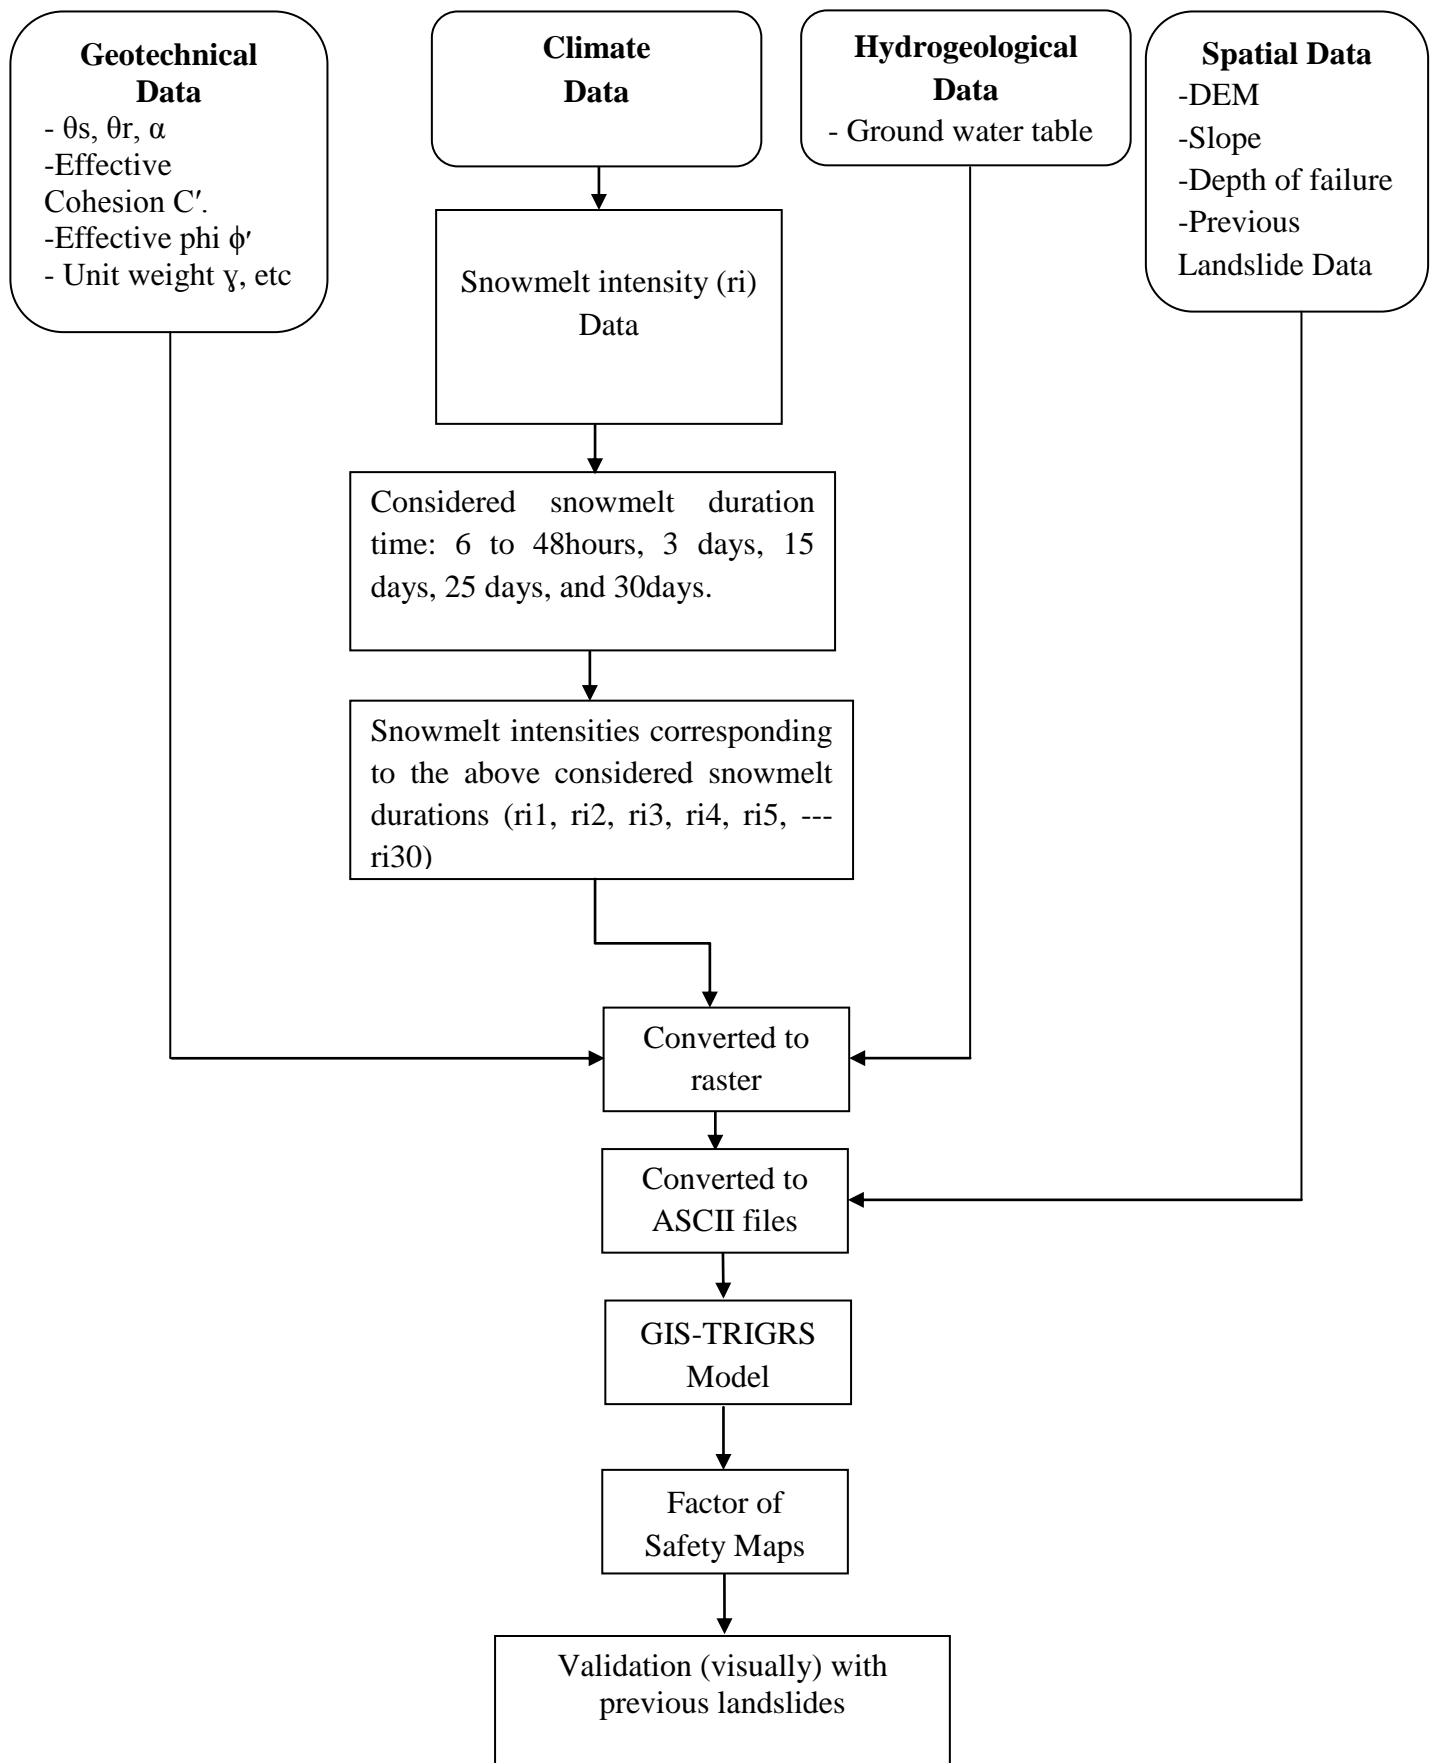 Geotechnical
Data
- θs, θr, α
-Effective
Cohesion C′.
-Effective phi ϕ′
- Unit weight ɣ, etc
Climate
Data
Hydrogeological
Data
- Ground water table
Spatial Data
-DEM
-Slope
-Depth of failure
-Previous
Landslide Data
Snowmelt intensity (ri)
Data
Considered snowmelt duration
time: 6 to 48hours, 3 days, 15
days, 25 days, and 30days.
Snowmelt intensities corresponding
to the above considered snowmelt
durations (ri1, ri2, ri3, ri4, ri5, ---
ri30)
Converted to
raster
Converted to
ASCII files
GIS-TRIGRS
Model
Factor of
Safety Maps
Validation (visually) with
previous landslides